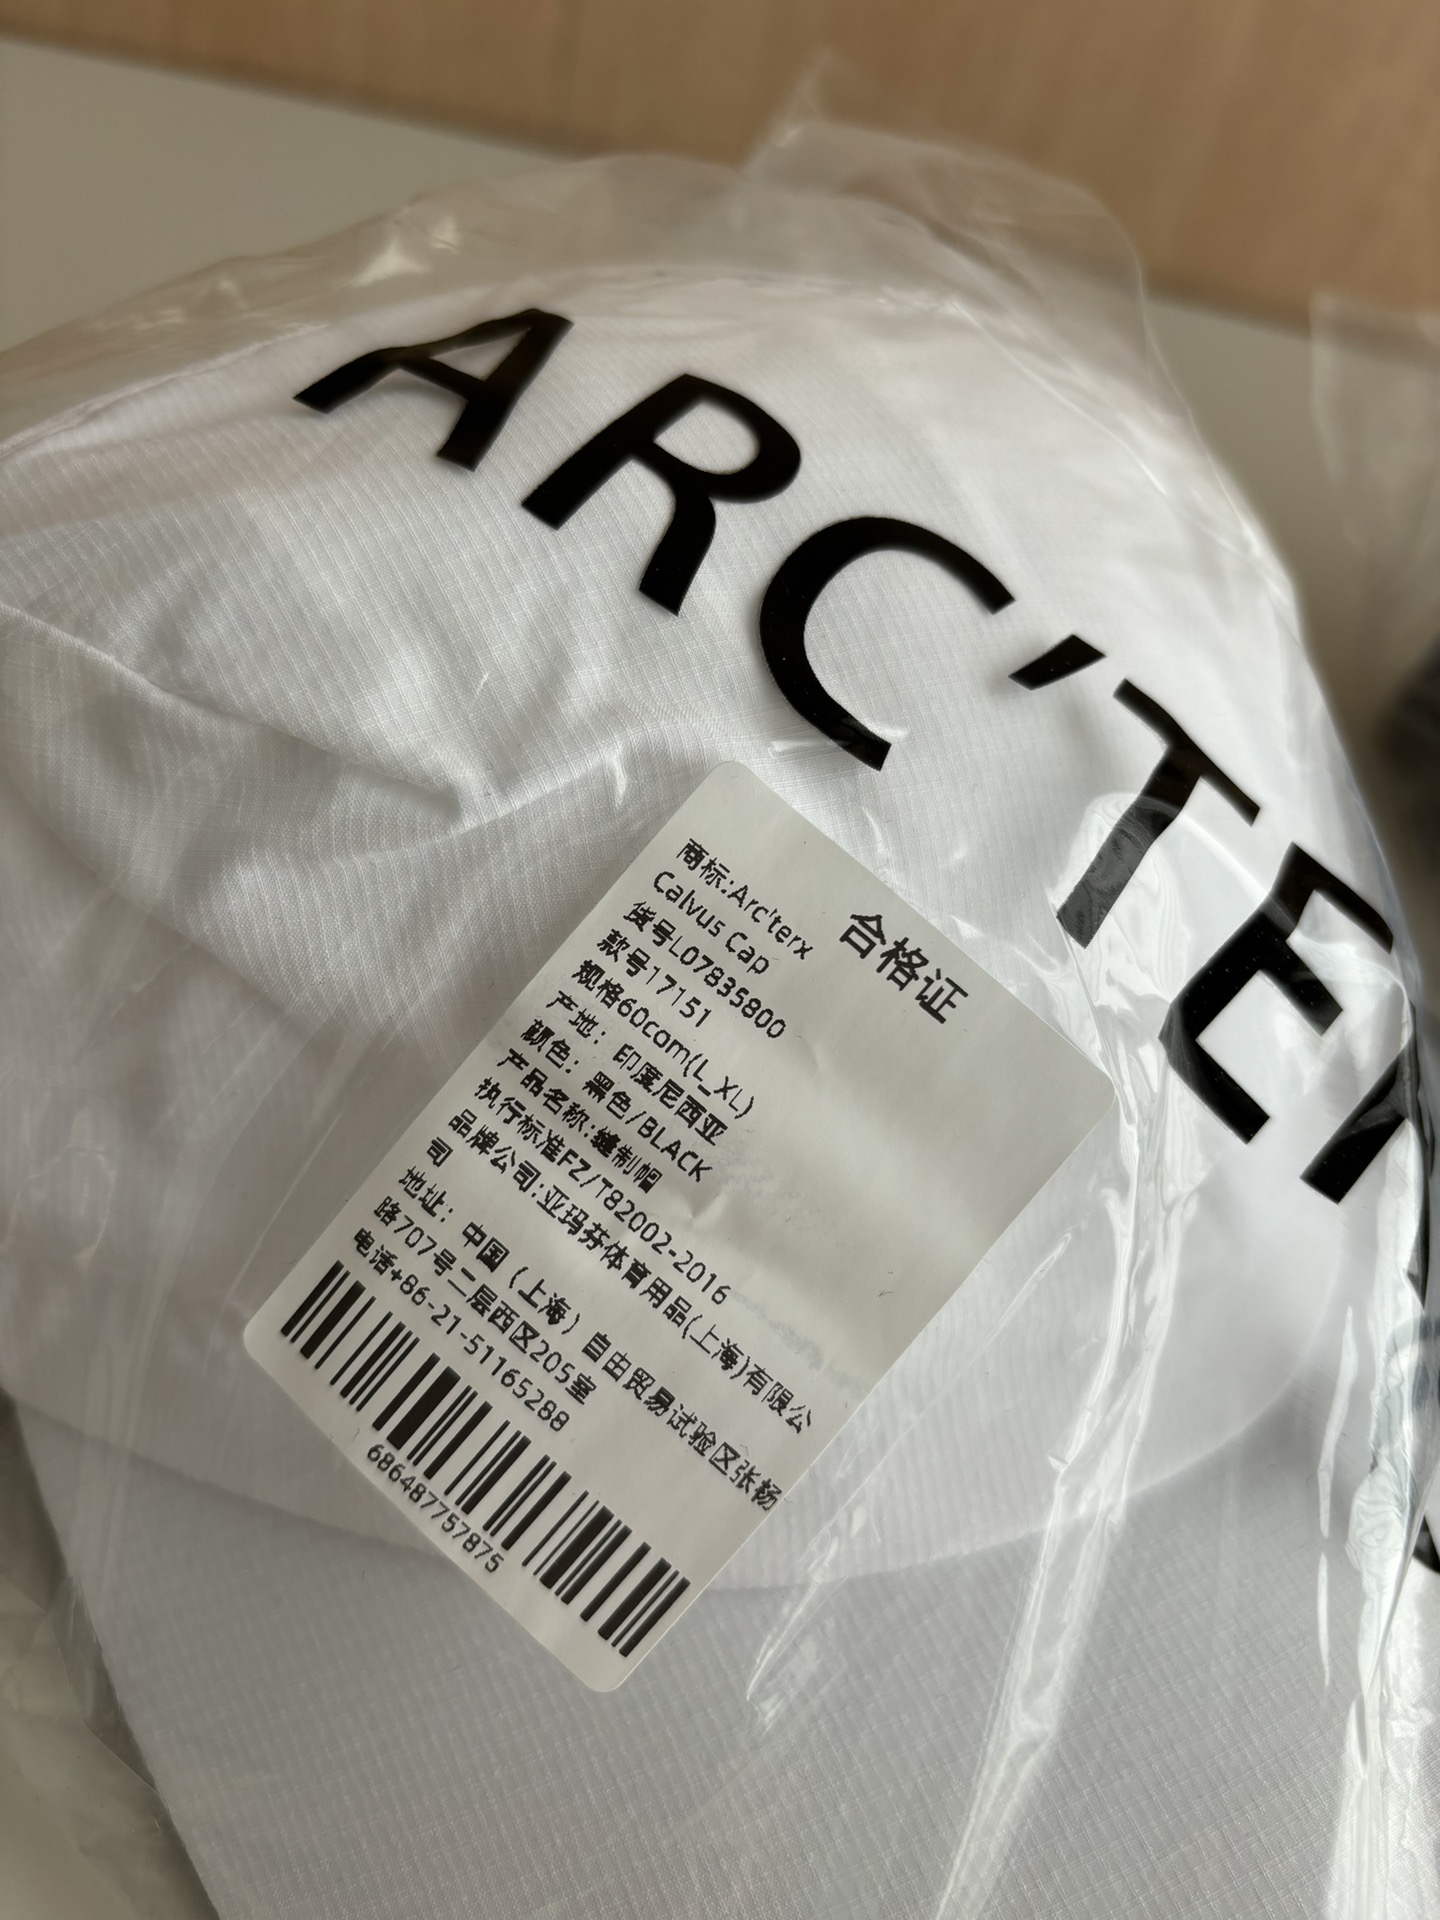 ARC'TER
合格证
商标:Arc'terx
Calvus Cap
货号L07835800
款号17151
规格60com(L_XL)
产地：印度尼西亚
颜色：黑色/BLACK
产品名称:缝制帽
执行标准FZ/T82002-2016
品牌公司:亚玛芬体育用品(上海)有限公
司
地址：中国（上海）自由贸易试验区张杨
路707号二层西区205室
电话+86-21-51165288
686487757875